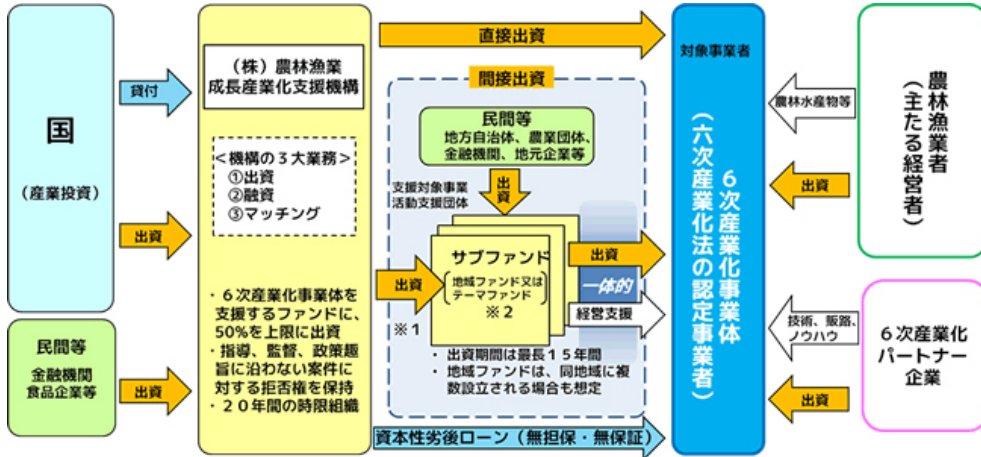 国
（産業投資）
民間等
金融機関
食品企業等
貸付
出資
出資
（株）農林漁業
成長産業化支援機構
＜機構の３大業務＞
①出資
②融資
③マッチング
・６次産業化事業体を
支援するファンドに、
50%を上限に出資
・指導、監督、政策趣
旨に沿わない案件に
対する拒否権を保持
・２０年間の時限組織
直接出資
間接出資
民間等
地方自治体、農業団体、
金融機関、地元企業等
支援対象事業
活動支援団体
出資
出資
※１
サブファンド
地域ファンド又は
テーマファンド
※２
出資
一体的
経営支援
・出資期間は最長１５年間
・地域ファンドは、同地域に複
数設立される場合も想定
資本性劣後ローン（無担保・無保証）
対象事業者
６次産業化事業体
（六次産業化法の認定事業者）
農林水産物等
出資
技術、販路、
ノウハウ
出資
農林漁業者
（主たる経営者）
６次産業化
パートナー
企業